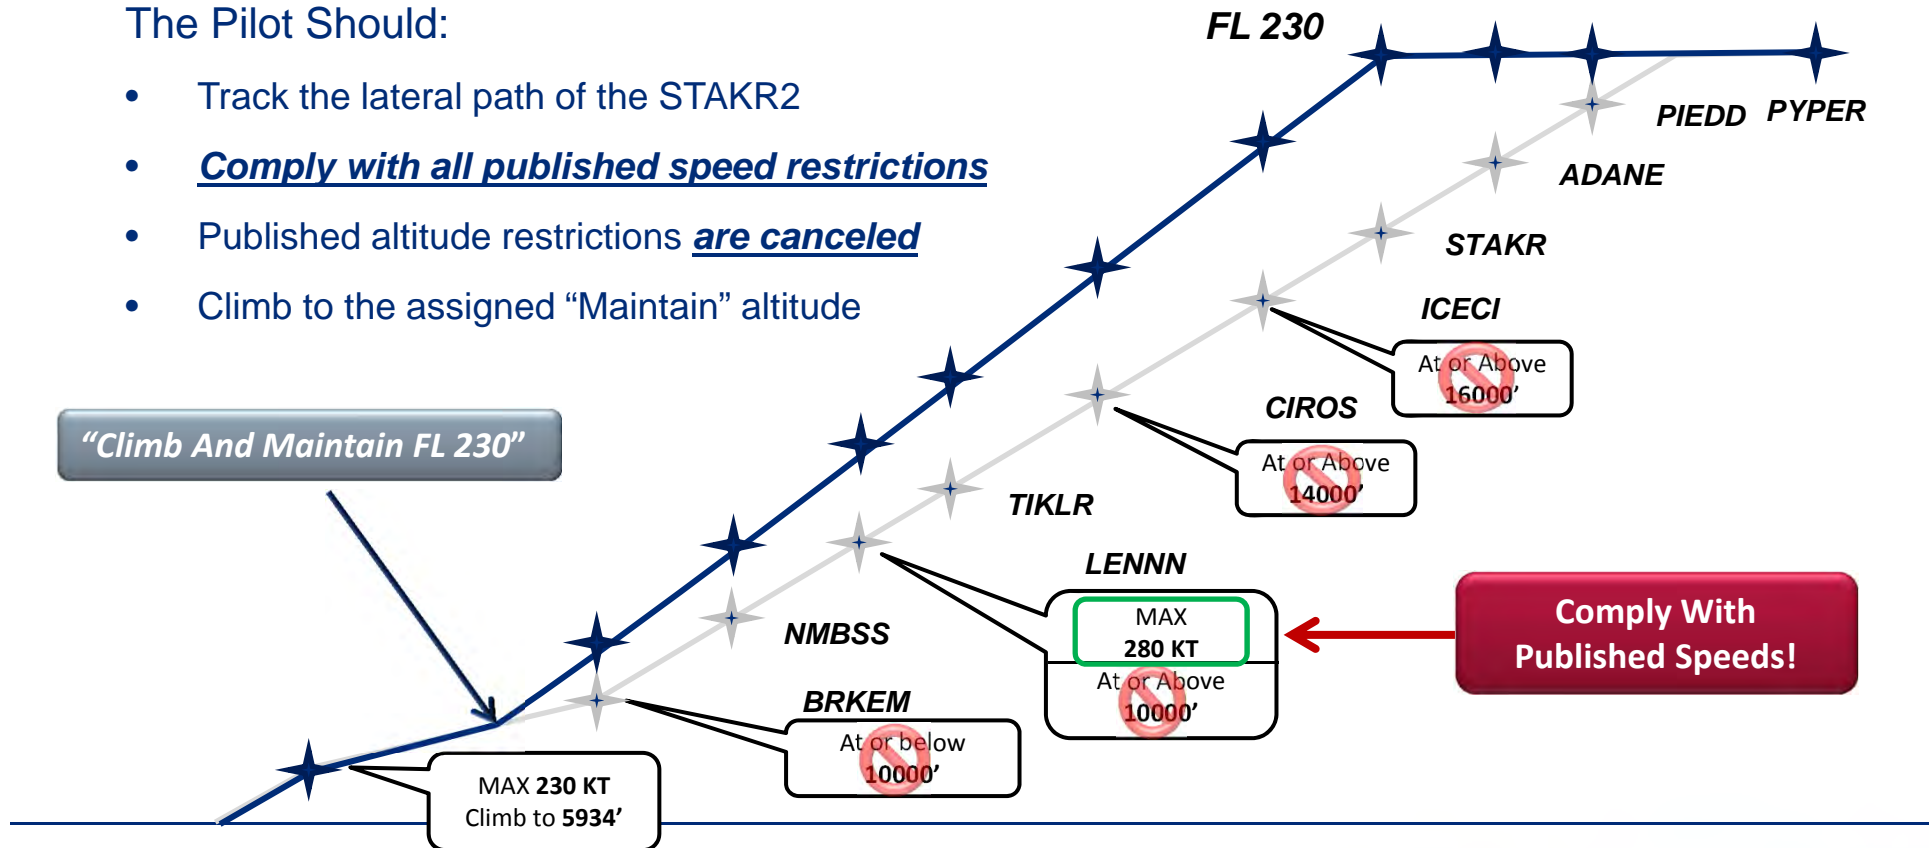 The Pilot Should:
• Track the lateral path of the STAKR2
• Comply with all published speed restrictions
• Published altitude restrictions are canceled
• Climb to the assigned “Maintain” altitude
FL 230
PIEDD
PYPER
ADANE
STAKR
ICECI
At or Above
16000’
CIROS
At or Above
14000’
“Climb And Maintain FL 230”
TIKLR
LENNN
MAX
280 KT
At or Above
10000’
Comply With
Published Speeds!
NMBSS
BRKEM
At or below
10000’
MAX 230 KT
Climb to 5934’